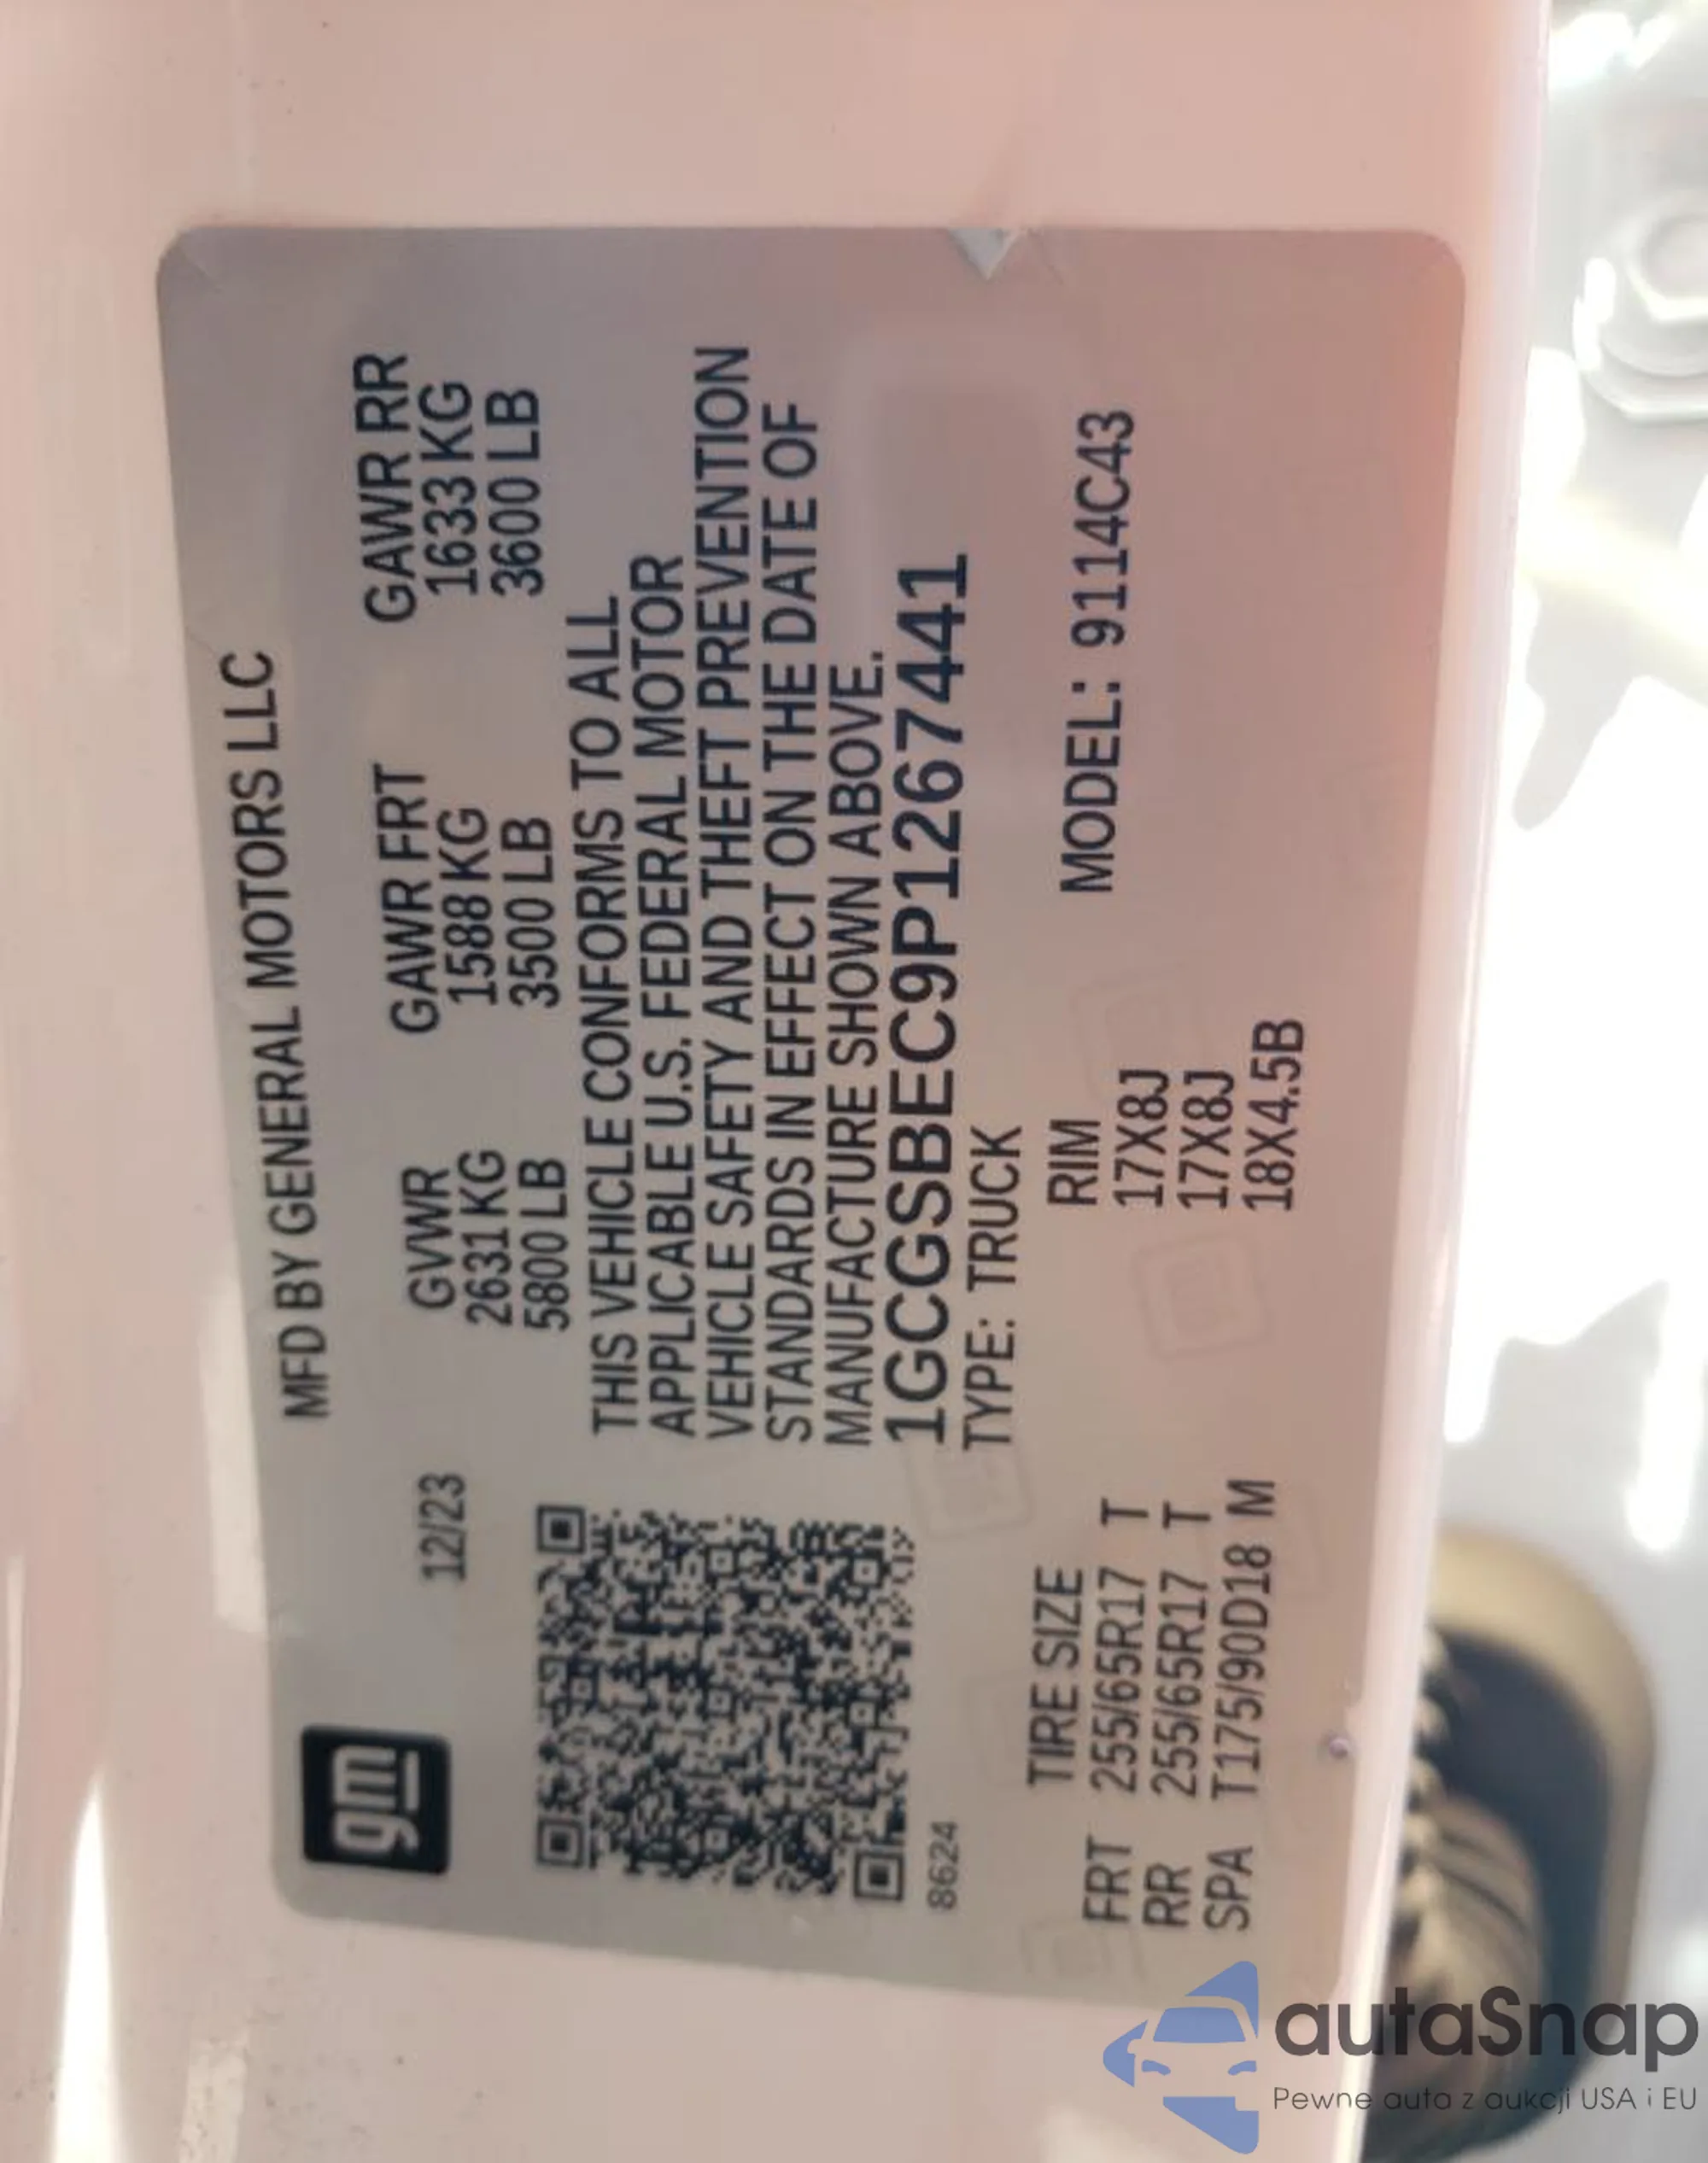 gm
MFD BY GENERAL MOTORS LLC
12/23
GVWR GAWR FRT GAWR RR
2631 KG 1588 KG 1633 KG
5800 LB 3500 LB 3600 LB
THIS VEHICLE CONFORMS TO ALL
APPLICABLE U.S. FEDERAL MOTOR
VEHICLE SAFETY AND THEFT PREVENTION
STANDARDS IN EFFECT ON THE DATE OF
MANUFACTURE SHOWN ABOVE.
1GCGSBEC9P1267441
TYPE: TRUCK
8624
TIRE SIZE RIM MODEL: 9114C43
FRT 255/65R17 T 17X8J
RR 255/65R17 T 17X8J
SPA T175/90D18 M 18X4.5B
autaSnap
Pewne auta z aukcji USA i EU